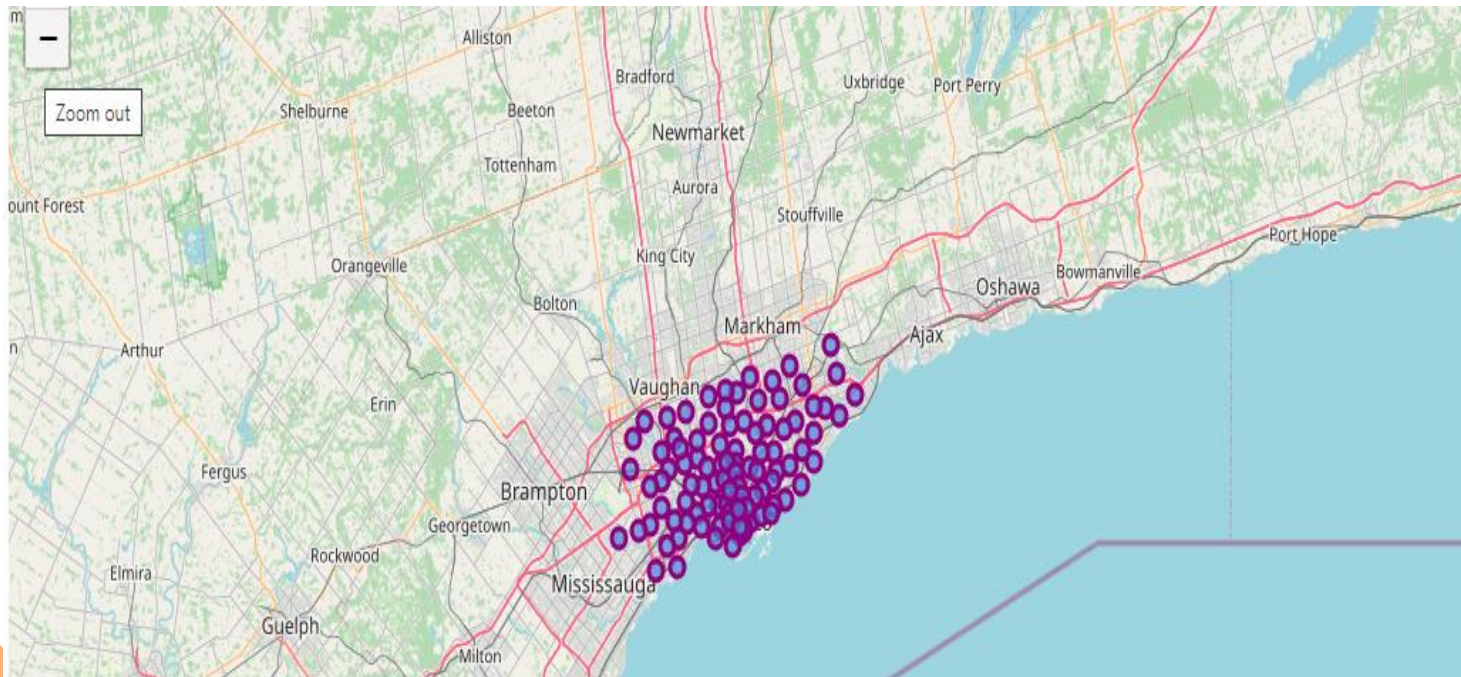 m
−
Alliston
Bradford
Uxbridge
Port Perry
Zoom out
Shelburne
Beeton
Newmarket
Tottenham
Aurora
ount Forest
Stouffville
Port Hope
King City
Orangeville
Bowmanville
Oshawa
Bolton
Markham
Ajax
n
Arthur
Vaughan
Erin
Fergus
Brampton
Georgetown
Rockwood
Elmira
Mississauga
Guelph
Milton